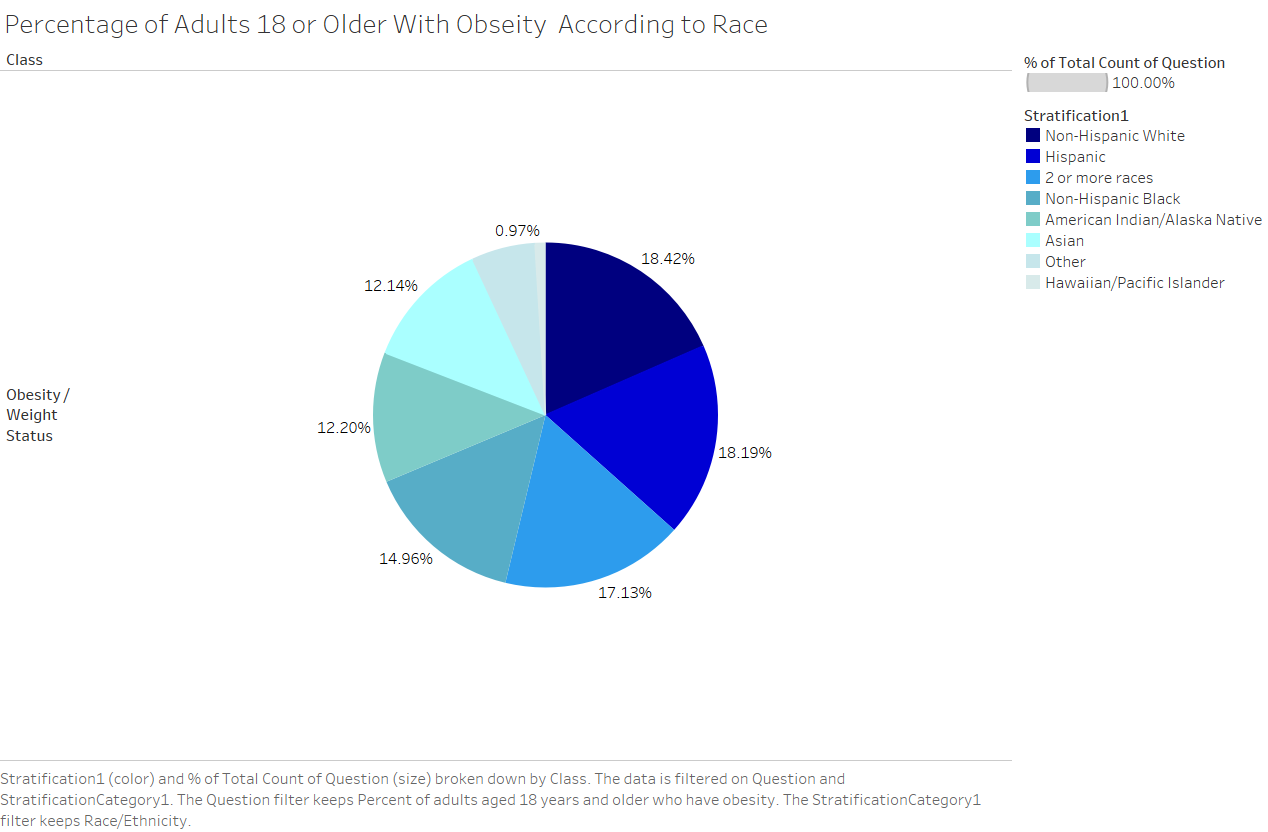 Percentage of Adults 18 or Older With Obseity  According to Race
Class
% of Total Count of Question
100.00%
Stratification1
Non-Hispanic White
Hispanic
2 or more races
Non-Hispanic Black
American Indian/Alaska Native
Asian
Other
Hawaiian/Pacific Islander
0.97%
18.42%
12.14%
Obesity /
Weight
Status
12.20%
18.19%
14.96%
17.13%
Stratification1 (color) and % of Total Count of Question (size) broken down by Class. The data is filtered on Question and
StratificationCategory1. The Question filter keeps Percent of adults aged 18 years and older who have obesity. The StratificationCategory1
filter keeps Race/Ethnicity.